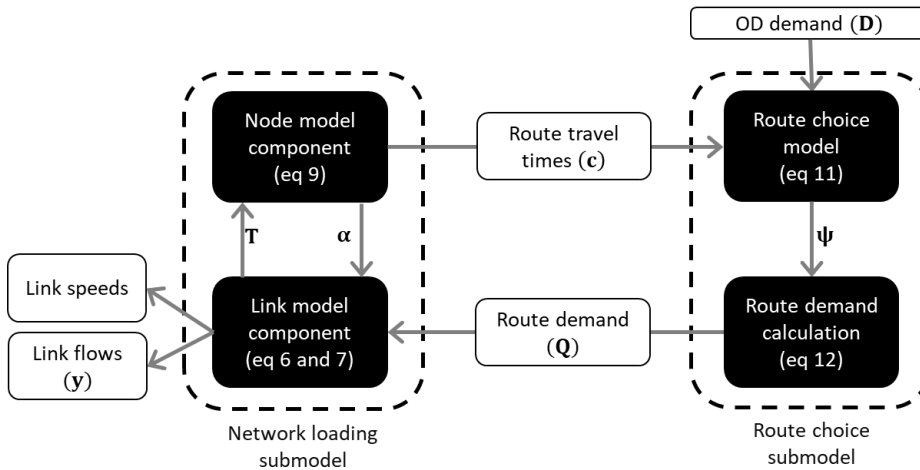 OD demand (D)
Node model
component
(eq 9)
Route travel
times (c)
Route choice
model
(eq 11)
T
α
ψ
Link speeds
Link flows
(y)
Link model
component
(eq 6 and 7)
Route demand
(Q)
Route demand
calculation
(eq 12)
Network loading
submodel
Route choice
submodel